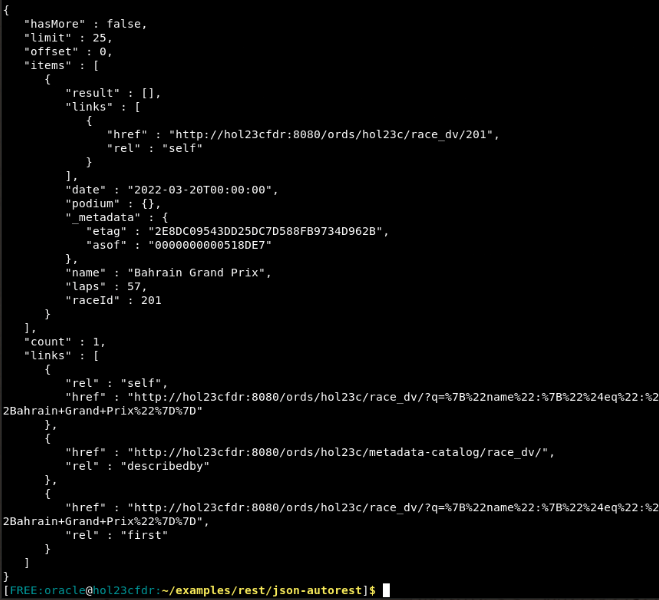 {
   "hasMore" : false,
   "limit" : 25,
   "offset" : 0,
   "items" : [
      {
         "result" : [],
         "links" : [
            {
               "href" : "http://hol23cfdr:8080/ords/hol23c/race_dv/201",
               "rel" : "self"
            }
         ],
         "date" : "2022-03-20T00:00:00",
         "podium" : {},
         "_metadata" : {
            "etag" : "2E8DC09543DD25DC7D588FB9734D962B",
            "asof" : "0000000000518DE7"
         },
         "name" : "Bahrain Grand Prix",
         "laps" : 57,
         "raceId" : 201
      }
   ],
   "count" : 1,
   "links" : [
      {
         "rel" : "self",
         "href" : "http://hol23cfdr:8080/ords/hol23c/race_dv/?q=%7B%22name%22:%7B%22%24eq%22:%2
2Bahrain+Grand+Prix%22%7D%7D"
      },
      {
         "href" : "http://hol23cfdr:8080/ords/hol23c/metadata-catalog/race_dv/",
         "rel" : "describedby"
      },
      {
         "href" : "http://hol23cfdr:8080/ords/hol23c/race_dv/?q=%7B%22name%22:%7B%22%24eq%22:%2
2Bahrain+Grand+Prix%22%7D%7D",
         "rel" : "first"
      }
   ]
}
[FREE:oracle@hol23cfdr:~/examples/rest/json-autorest]$